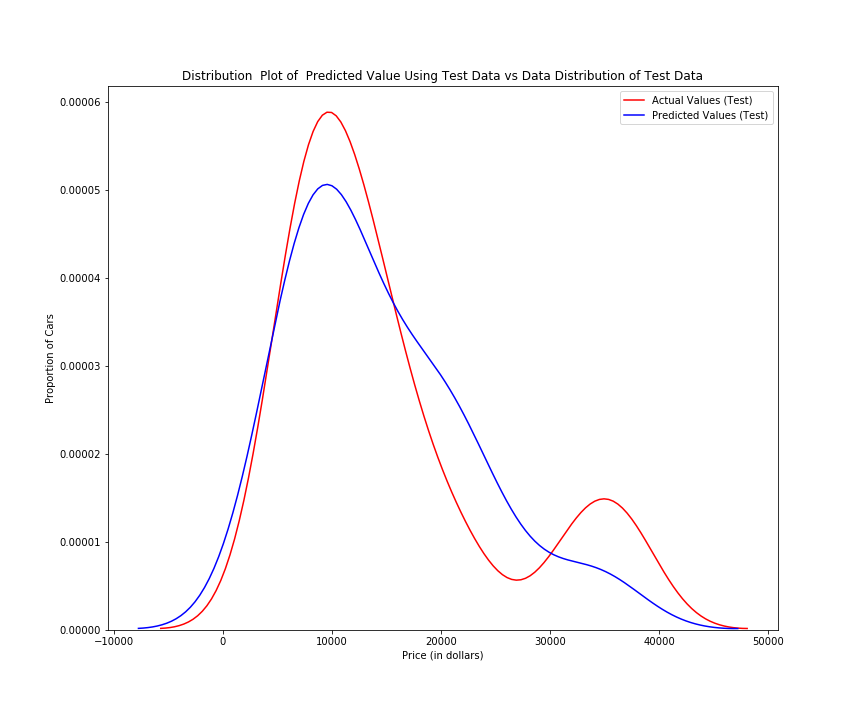 Distribution  Plot of  Predicted Value Using Test Data vs Data Distribution of Test Data
Actual Values (Test)
Predicted Values (Test)
0.00006
0.00005
0.00004
0.00003
0.00002
0.00001
0.00000
Proportion of Cars
−10000 0 10000 20000 30000 40000 50000
Price (in dollars)